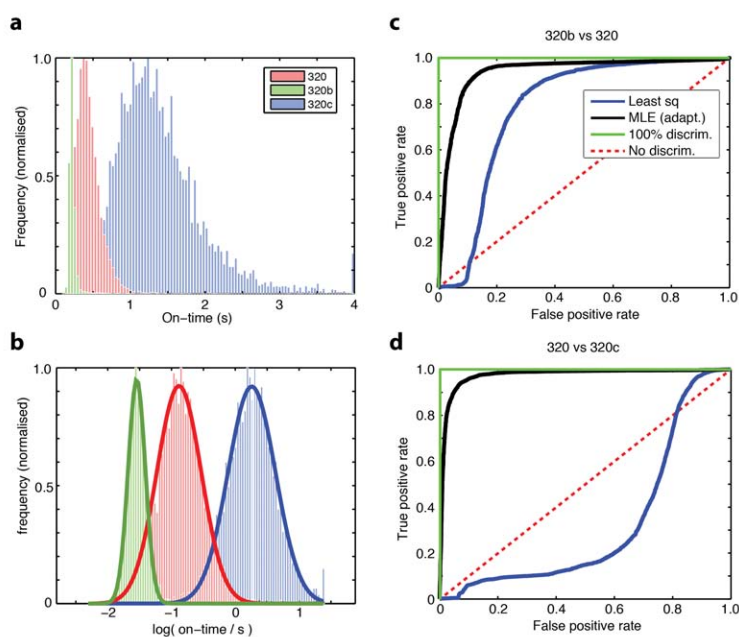 a
1.0
0.5
0
Frequency (normalised)
320
320b
320c
0
1
2
3
4
On-time (s)
b
1.0
0.5
0
frequency (normalised)
−2
−1
0
1
log( on-time / s )
c
320b vs 320
1.0
0.8
0.6
0.4
0.2
0
True positive rate
Least sq
MLE (adapt.)
100% discrim.
No discrim.
0
0.2
0.4
0.6
0.8
1.0
False positive rate
d
320 vs 320c
1.0
0.8
0.6
0.4
0.2
0
True positive rate
0
0.2
0.4
0.6
0.8
1.0
False positive rate